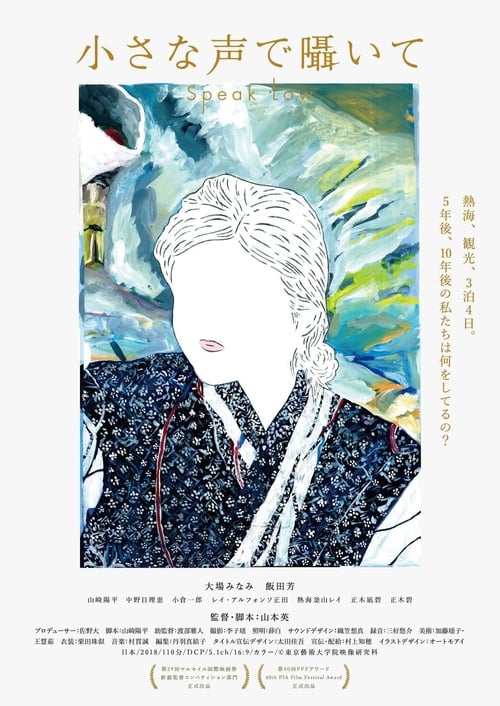 小さな声で囁いて
Speak Low
熱海、観光、3泊4日。
5年後、10年後の私たちは何をしてるの？
大場みなみ 飯田芳
山崎陽平 中野目理恵 小倉一郎 レイ・アルフォンソ正田 熱海釜山レイ 正木凪碧 正木碧
監督・脚本：山本英
プロデューサー：佐野大 脚本：山崎陽平 助監督：渡部雅人 撮影：李子瑶 照明：薛白 サウンドデザイン：織笠想真 録音：三好悠介 美術：加藤瑶子・
王慧茹 衣装：栗田珠似 音楽：村貫誠 編集：丹羽真結子 タイトル宣伝デザイン：太田佳吾 宣伝・配給：村上知穂 イラストデザイン：オートモアイ
日本/2018/110分/DCP/5.1ch/16:9/カラー/©東京藝術大学大学院映像研究科
第29回マルセイユ国際映画祭
新底監督コンペティション部門
正式出品
第40回PFFアワード
40th PIA Film Festival Award
正式出品